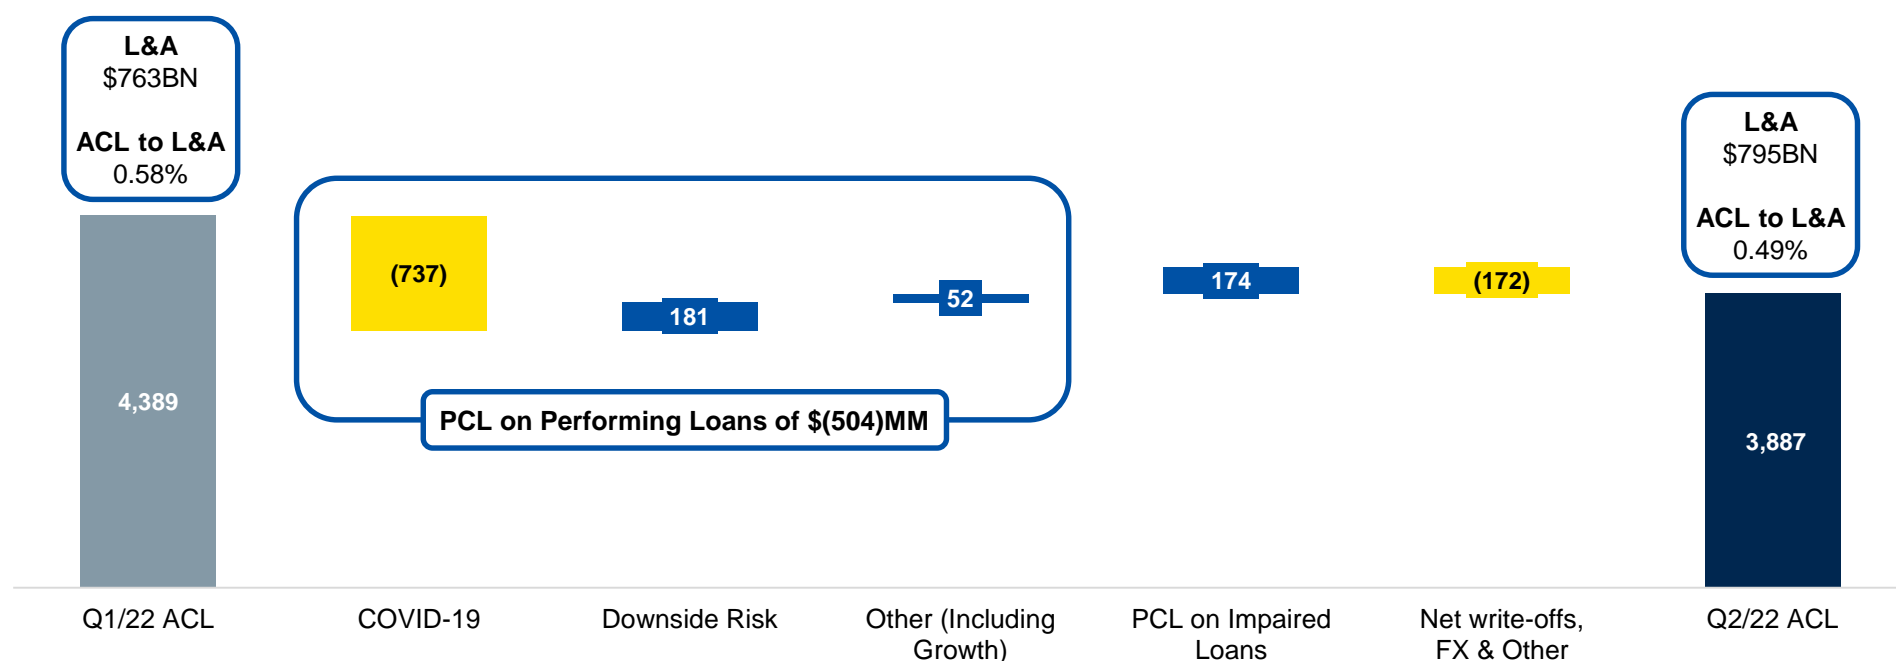 L&A
$763BN
ACL to L&A
0.58%
L&A
$795BN
ACL to L&A
0.49%
4,389
(737)
181
52
174
(172)
3,887
PCL on Performing Loans of $(504)MM
Q1/22 ACL
COVID-19
Downside Risk
Other (Including
Growth)
PCL on Impaired
Loans
Net write-offs,
FX & Other
Q2/22 ACL